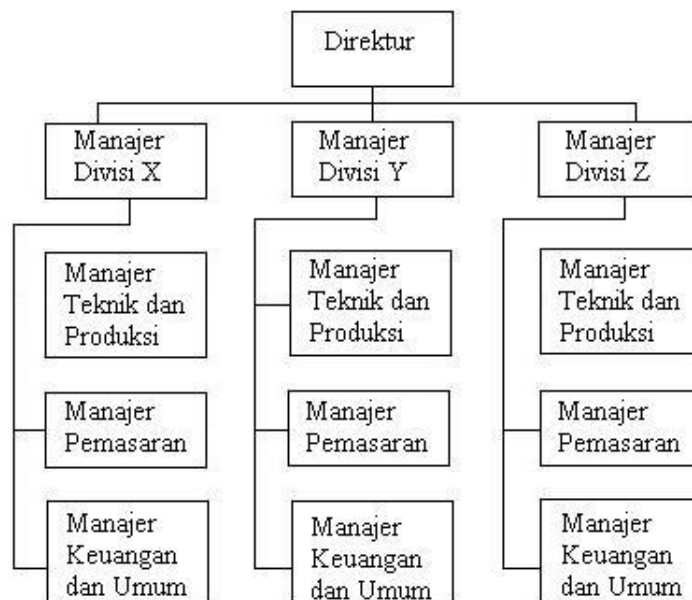 Direktur
Manajer
Divisi X
Manajer
Divisi Y
Manajer
Divisi Z
Manajer
Teknik dan
Produksi
Manajer
Teknik dan
Produksi
Manajer
Teknik dan
Produksi
Manajer
Pemasaran
Manajer
Pemasaran
Manajer
Pemasaran
Manajer
Keuangan
dan Umum
Manajer
Keuangan
dan Umum
Manajer
Keuangan
dan Umum